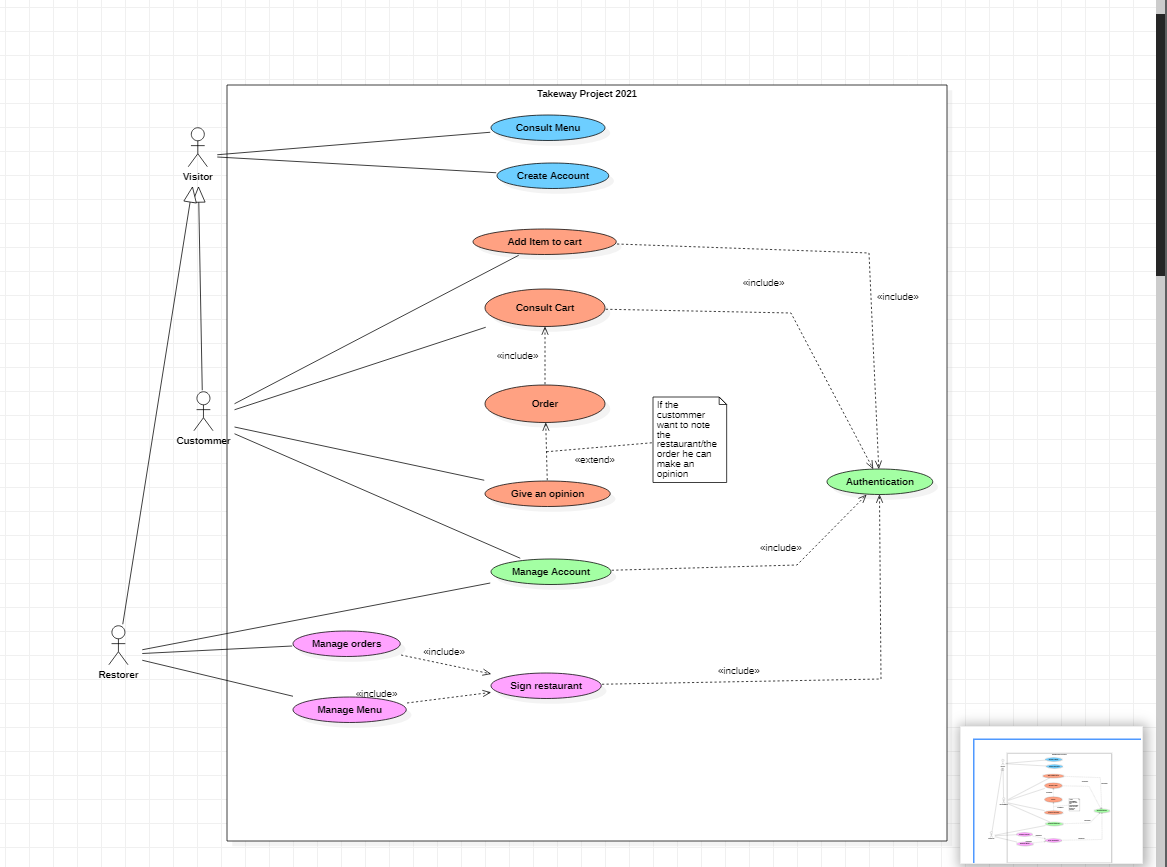 Takeway Project 2021
Consult Menu
Visitor
Create Account
Add Item to cart
«include»
«include»
Consult Cart
«include»
Custommer
Order
If the
custommer
want to note
the
restaurant/the
order he can
make an
opinion
«extend»
Give an opinion
Authentication
«include»
Manage Account
Restorer
Manage orders
«include»
«include»
Sign restaurant
«include»
Manage Menu